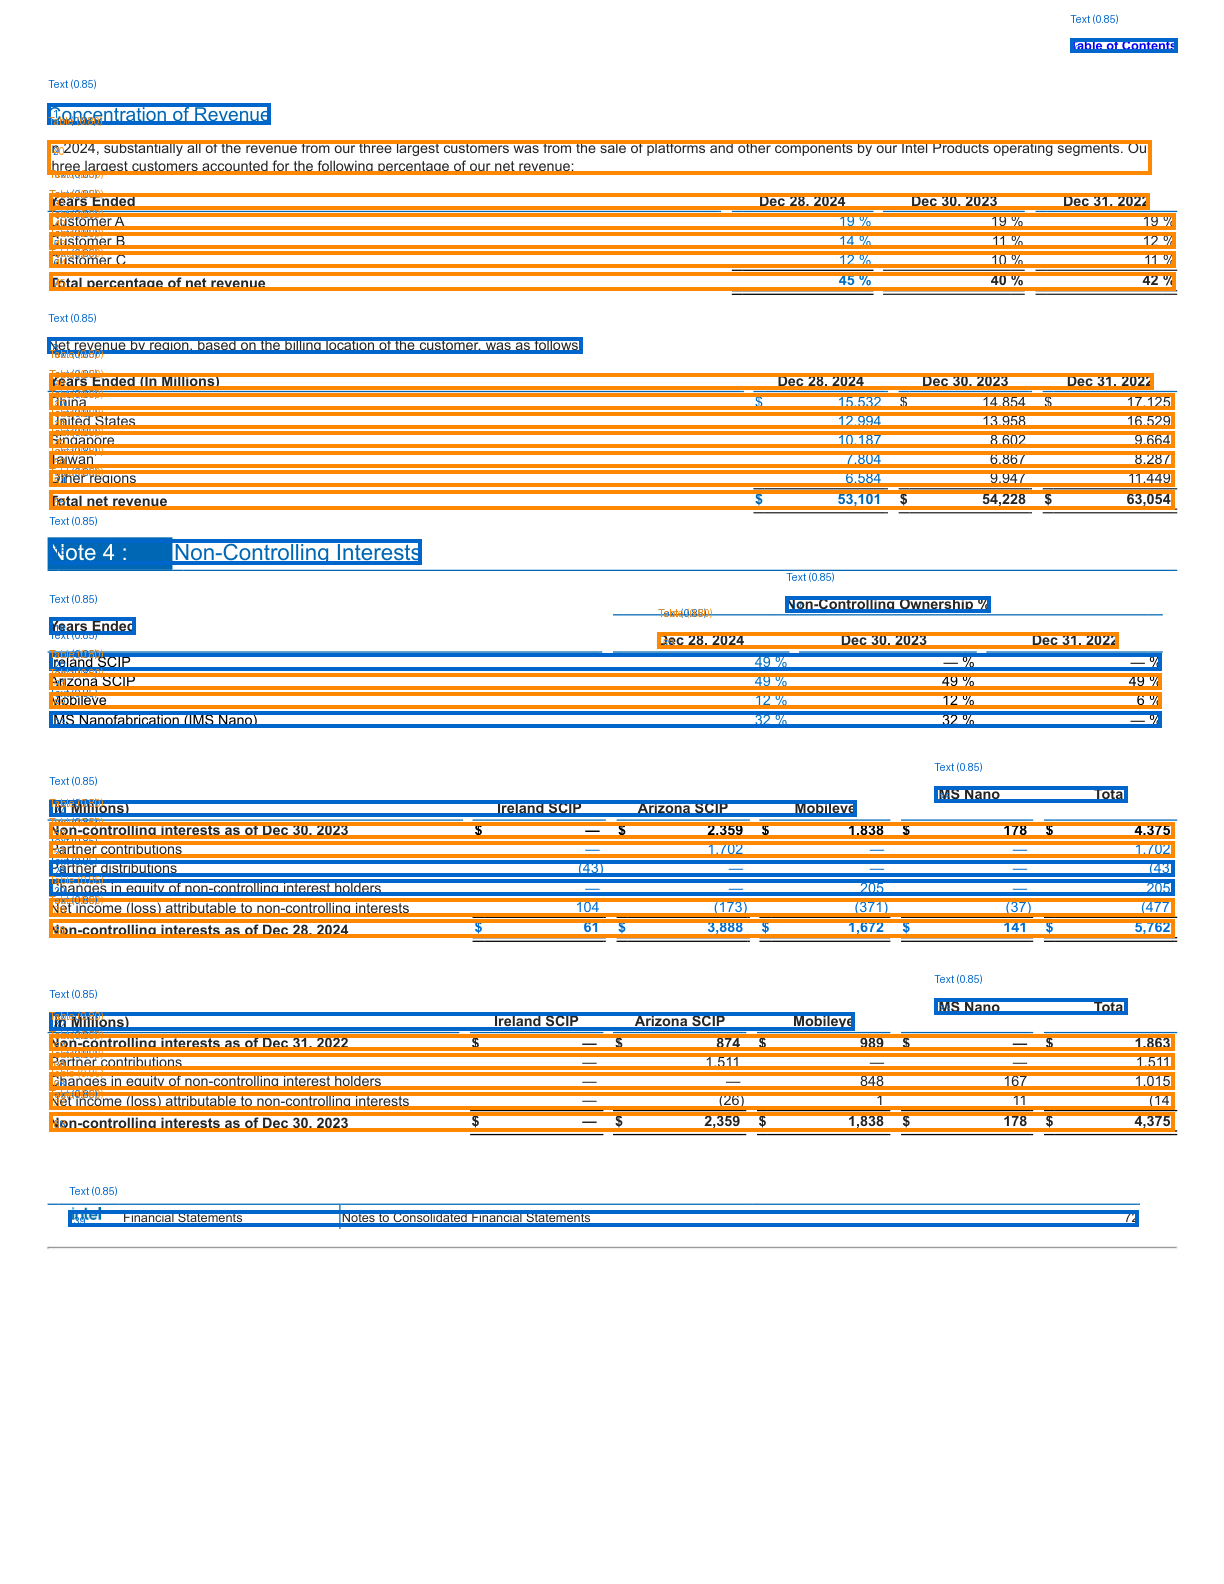 Text (0.85)
Table of Contents
Text (0.85)
Concentration of Revenue
2024, substantially all of the revenue from our three largest customers was from the sale of platforms and other components by our Intel Products operating segments. Ou
three largest customers accounted for the following percentage of our net revenue:
Years Ended Dec 28, 2024 Dec 30, 2023 Dec 31, 2022
Customer A 19 % 19 % 19 %
Customer B 14 % 11 % 12 %
Customer C 12 % 10 % 11 %
Total percentage of net revenue 45 % 40 % 42 %
Text (0.85)
Net revenue by region, based on the billing location of the customer, was as follows
Years Ended (In Millions) Dec 28, 2024 Dec 30, 2023 Dec 31, 2022
China $ 15,532 $ 14,854 $ 17,125
United States 12,994 13,958 16,529
Singapore 10,187 8,602 9,664
Taiwan 7,804 6,867 8,287
Other regions 6,584 9,947 11,449
Total net revenue $ 53,101 $ 54,228 $ 63,054
Text (0.85)
Note 4 : Non-Controlling Interests
Text (0.85)
Non-Controlling Ownership %
Text (0.85)
Years Ended
Dec 28, 2024 Dec 30, 2023 Dec 31, 2022
Ireland SCIP 49 % — % — %
Arizona SCIP 49 % 49 % 49 %
Mobileye 12 % 12 % 6 %
IMS Nanofabrication (IMS Nano) 32 % 32 % — %
Text (0.85)
Text (0.85)
IMS Nano Total
(In Millions) Ireland SCIP Arizona SCIP Mobileye
Non-controlling interests as of Dec 30, 2023 $ — $ 2,359 $ 1,838 $ 178 $ 4,375
Partner contributions — 1,702 — — 1,702
Partner distributions (43) — — — (43)
Changes in equity of non-controlling interest holders — — 205 — 205
Net income (loss) attributable to non-controlling interests 104 (173) (371) (37) (477
Non-controlling interests as of Dec 28, 2024 $ 61 $ 3,888 $ 1,672 $ 141 $ 5,762
Text (0.85)
Text (0.85)
IMS Nano Total
(In Millions) Ireland SCIP Arizona SCIP Mobileye
Non-controlling interests as of Dec 31, 2022 $ — $ 874 $ 989 $ — $ 1,863
Partner contributions — 1,511 — — 1,511
Changes in equity of non-controlling interest holders — — 848 167 1,015
Net income (loss) attributable to non-controlling interests — (26) 1 11 (14
Non-controlling interests as of Dec 30, 2023 $ — $ 2,359 $ 1,838 $ 178 $ 4,375
Text (0.85)
intel Financial Statements Notes to Consolidated Financial Statements 72